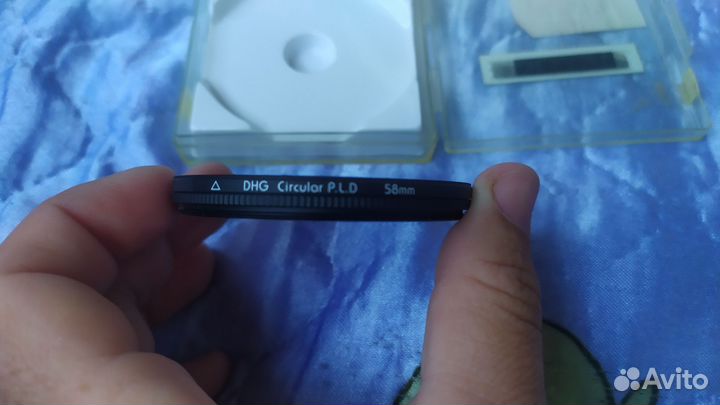 △ DHG Circular P.L.D 58mm
Avito